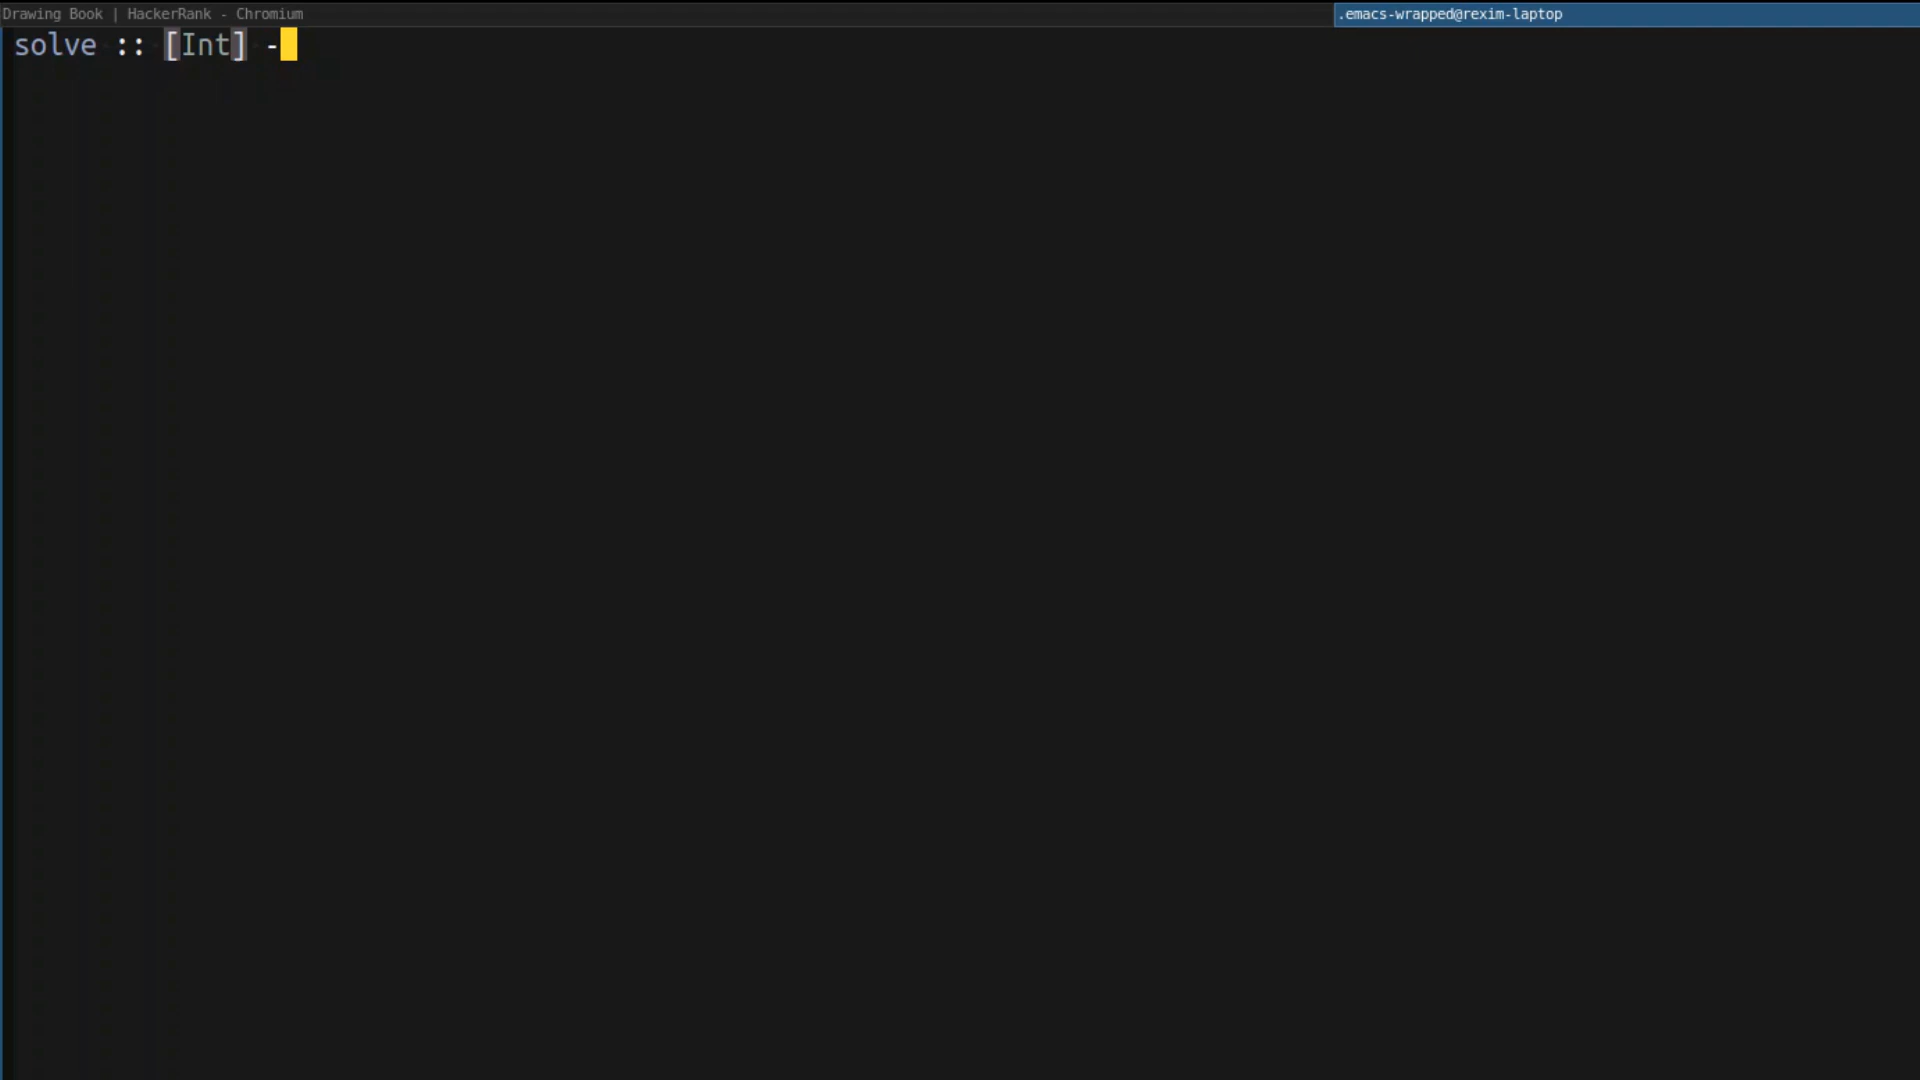 Drawing Book | HackerRank - Chromium
.emacs-wrapped@rexim-laptop
solve :: [Int] -